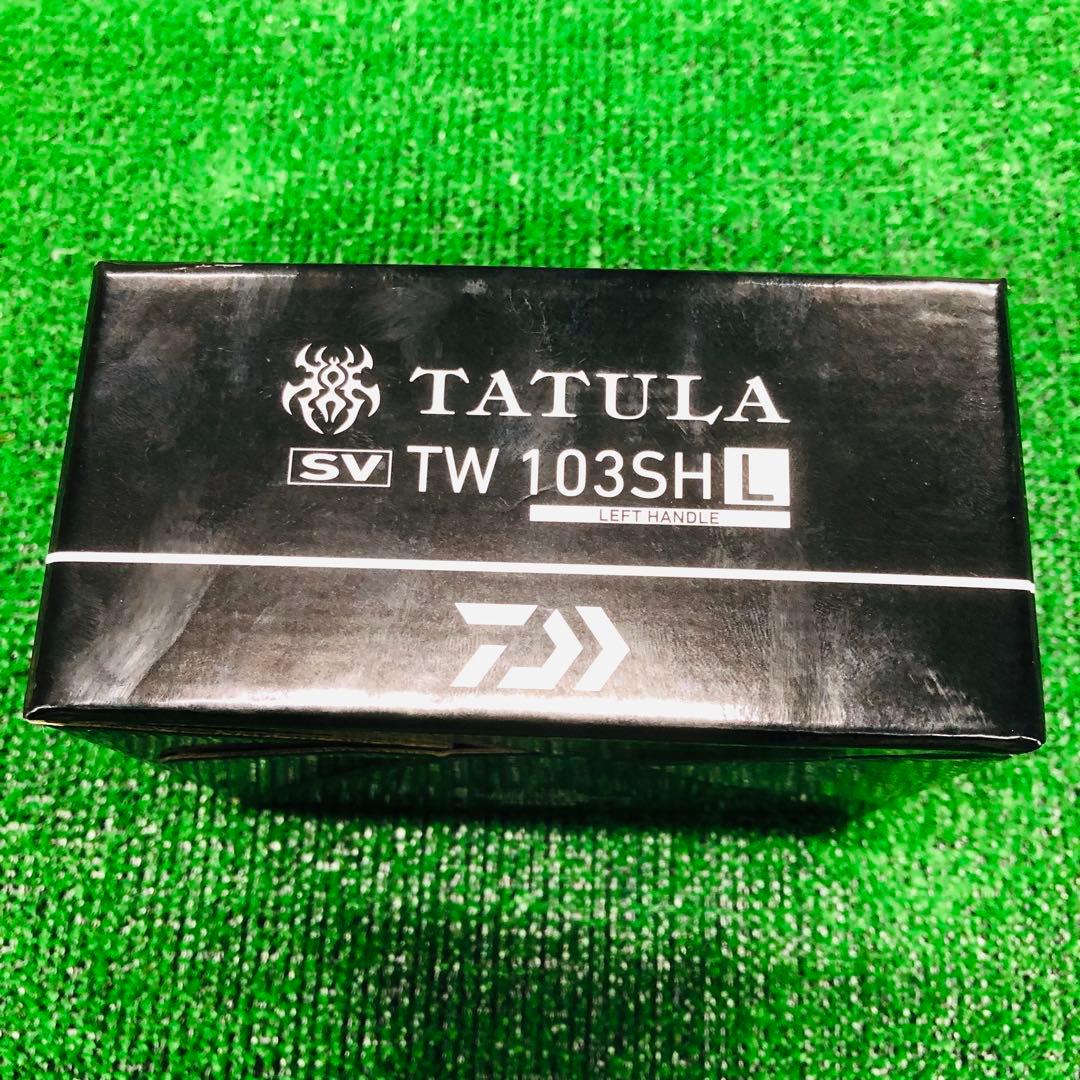 TATULA
SV TW 103SH L
LEFT HANDLE